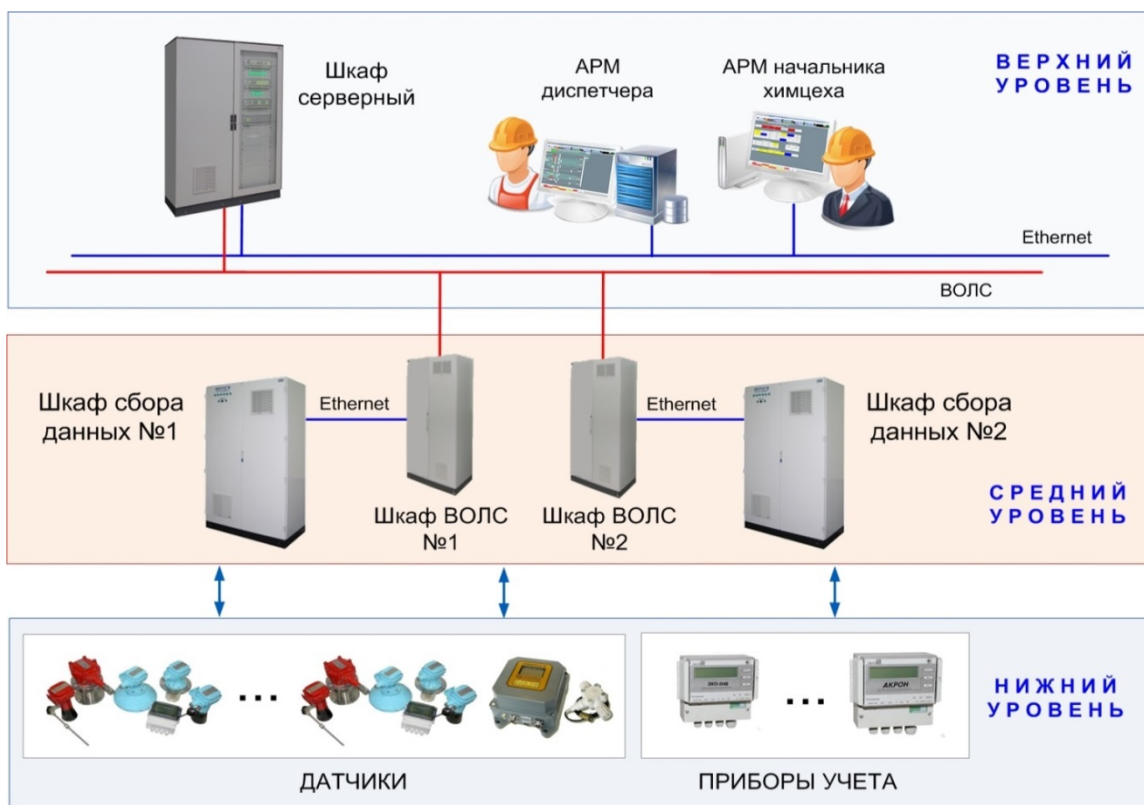 Шкаф
серверный
АРМ
диспетчера
АРМ начальника
химцеха
ВЕРХНИЙ
УРОВЕНЬ
Ethernet
ВОЛС
Шкаф сбора
данных №1
Ethernet
Шкаф ВОЛС
№1
Шкаф ВОЛС
№2
Ethernet
Шкаф сбора
данных №2
СРЕДНИЙ
УРОВЕНЬ
...
...
АКРОН
ДАТЧИКИ
ПРИБОРЫ УЧЕТА
НИЖНИЙ
УРОВЕНЬ